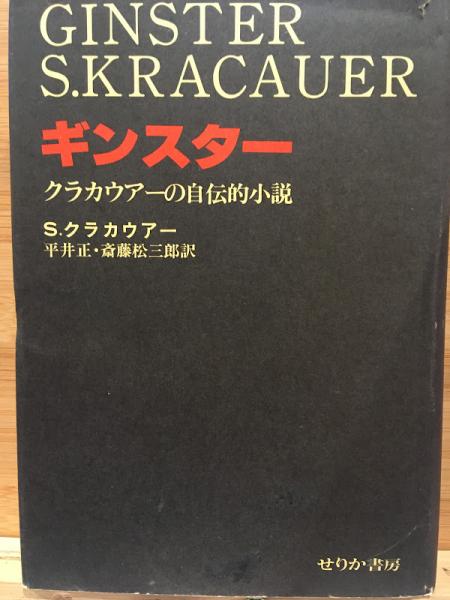 GINSTER
S.KRACAUER
ギンスター
クラカウアーの自伝的小説
S.クラカウアー
平井正・斎藤松三郎訳
せりか書房